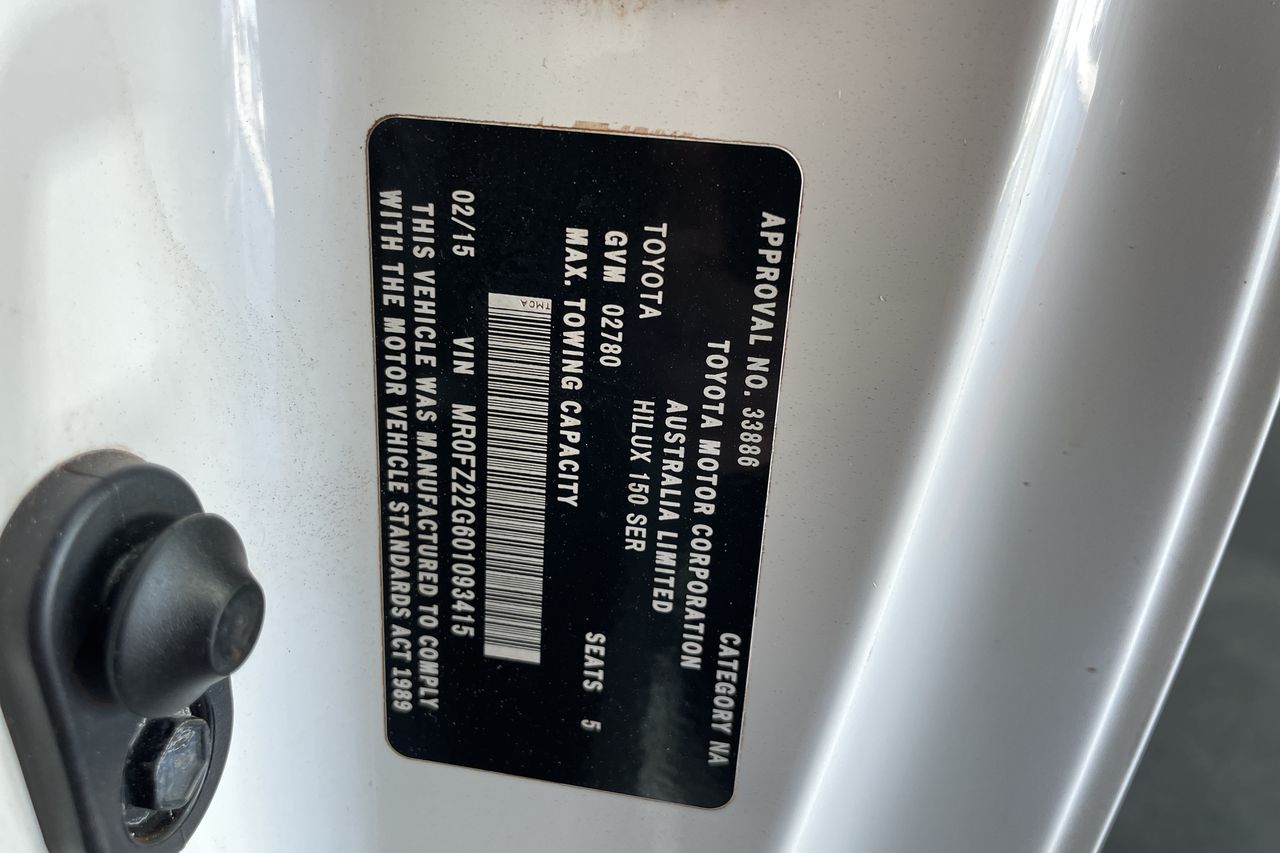 APPROVAL NO. 33886 CATEGORY NA
TOYOTA MOTOR CORPORATION
AUSTRALIA LIMITED
TOYOTA HILUX 150 SER
GVM 02780 SEATS 5
MAX. TOWING CAPACITY
TMCA
02/15 VIN MR0FZ22G601093415
THIS VEHICLE WAS MANUFACTURED TO COMPLY
WITH THE MOTOR VEHICLE STANDARDS ACT 1989